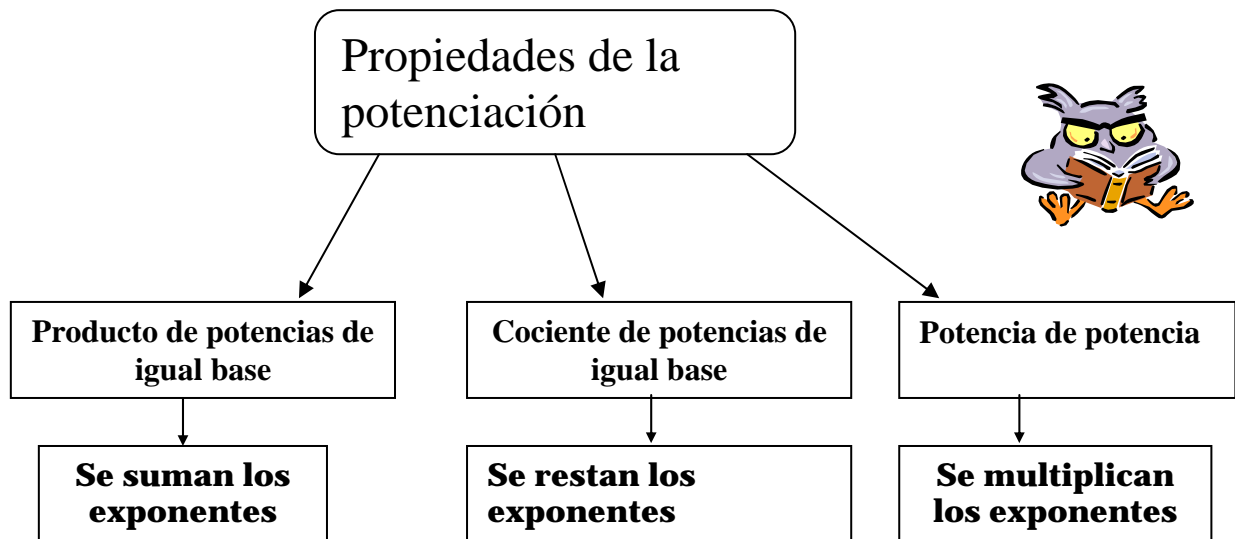 Propiedades de la
potenciación
Producto de potencias de
igual base
Cociente de potencias de
igual base
Potencia de potencia
Se suman los
exponentes
Se restan los
exponentes
Se multiplican
los exponentes